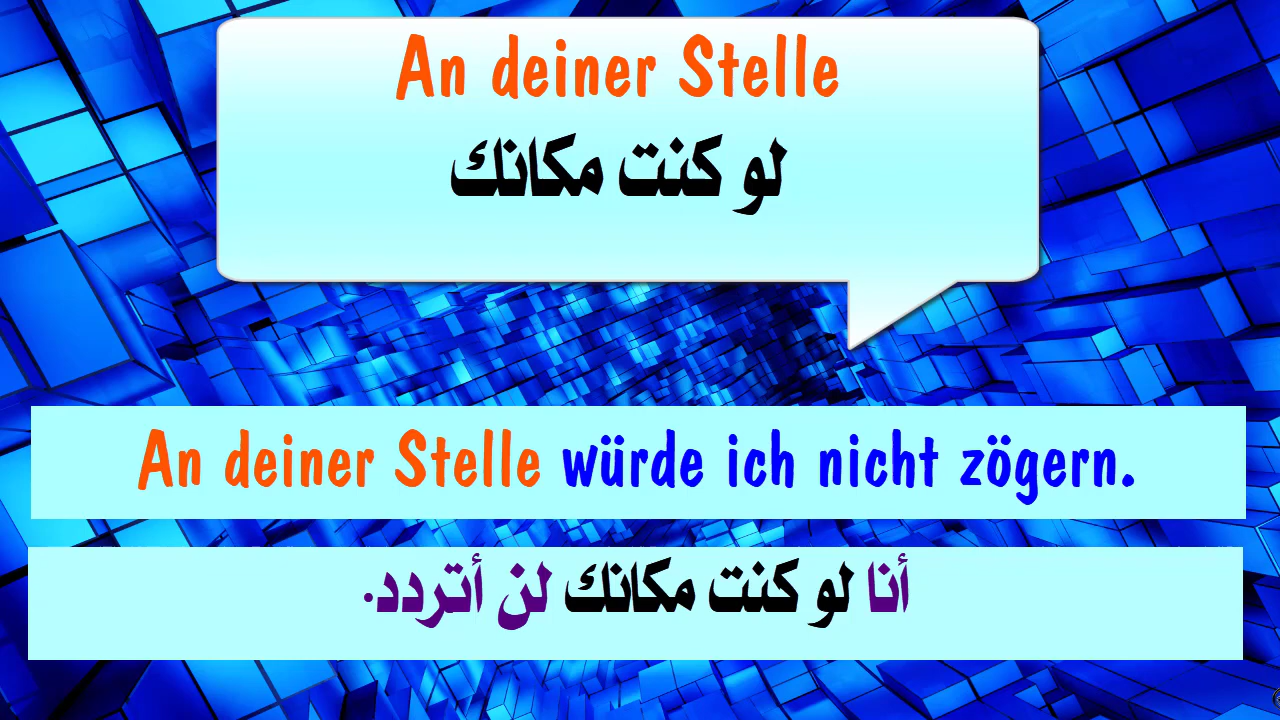 An deiner Stelle
لو كنت مكانك
An deiner Stelle würde ich nicht zögern.
أنا لو كنت مكانك لن أتردد.